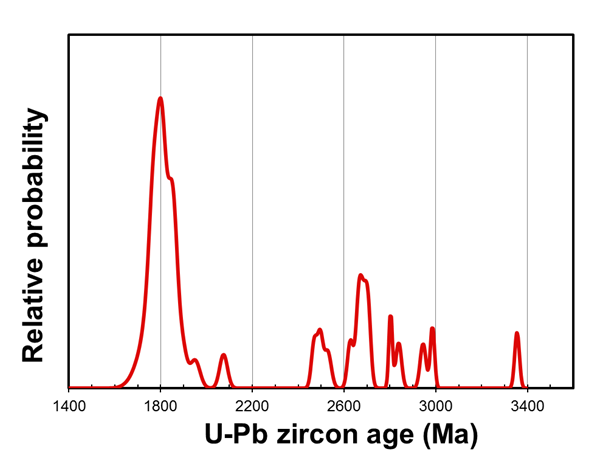 Relative probability
1400 1800 2200 2600 3000 3400
U-Pb zircon age (Ma)